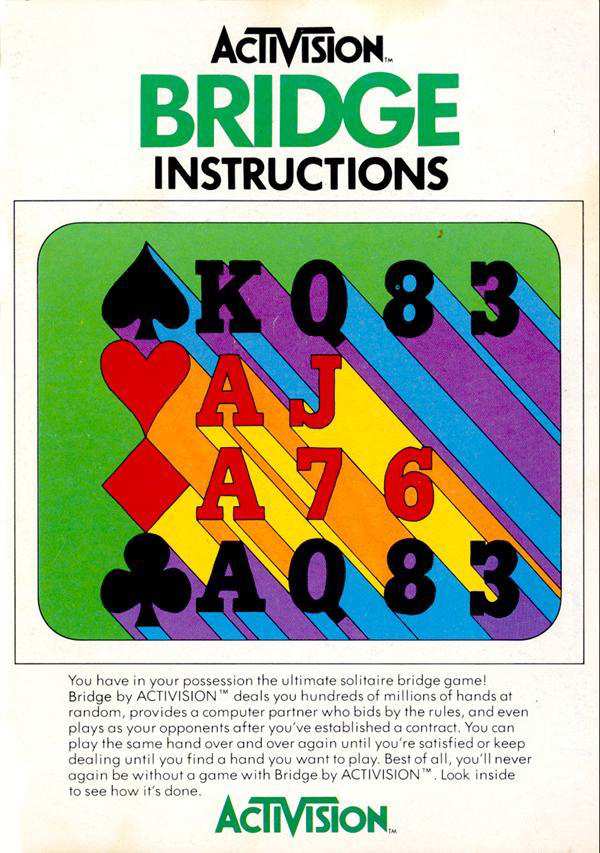 ACTIVISION™
BRIDGE
INSTRUCTIONS
♠ K Q 8 3
♥ A J
♦ A 7 6
♣ A Q 8 3
You have in your possession the ultimate solitaire bridge game!
Bridge by ACTIVISION™ deals you hundreds of millions of hands at
random, provides a computer partner who bids by the rules, and even
plays as your opponents after you've established a contract. You can
play the same hand over and over again until you're satisfied or keep
dealing until you find a hand you want to play. Best of all, you'll never
again be without a game with Bridge by ACTIVISION™. Look inside
to see how it's done.
ACTIVISION™